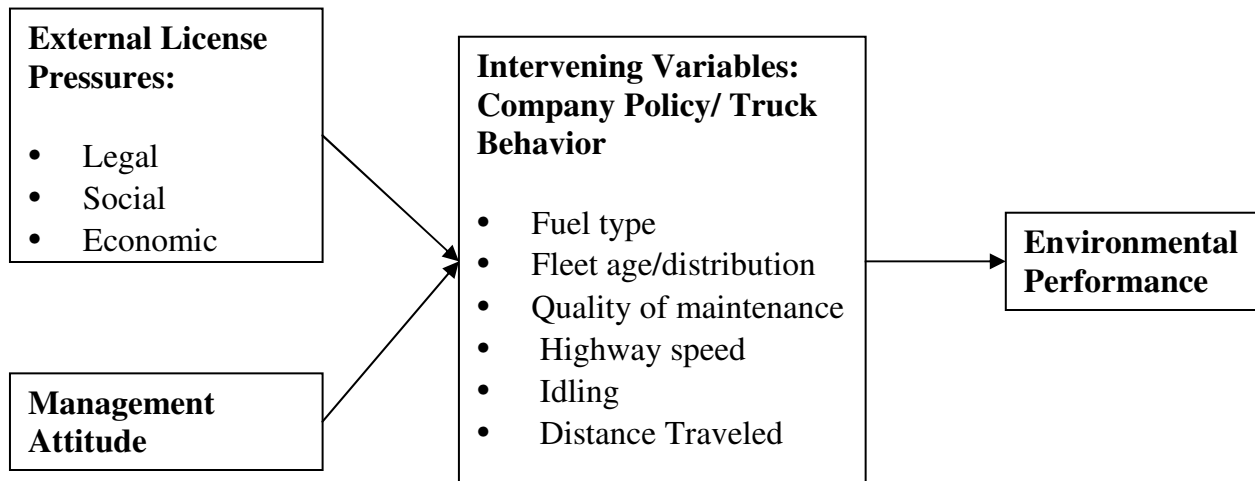 External License
Pressures:
• Legal
• Social
• Economic
Management
Attitude
Intervening Variables:
Company Policy/ Truck
Behavior
• Fuel type
• Fleet age/distribution
• Quality of maintenance
• Highway speed
• Idling
• Distance Traveled
Environmental
Performance